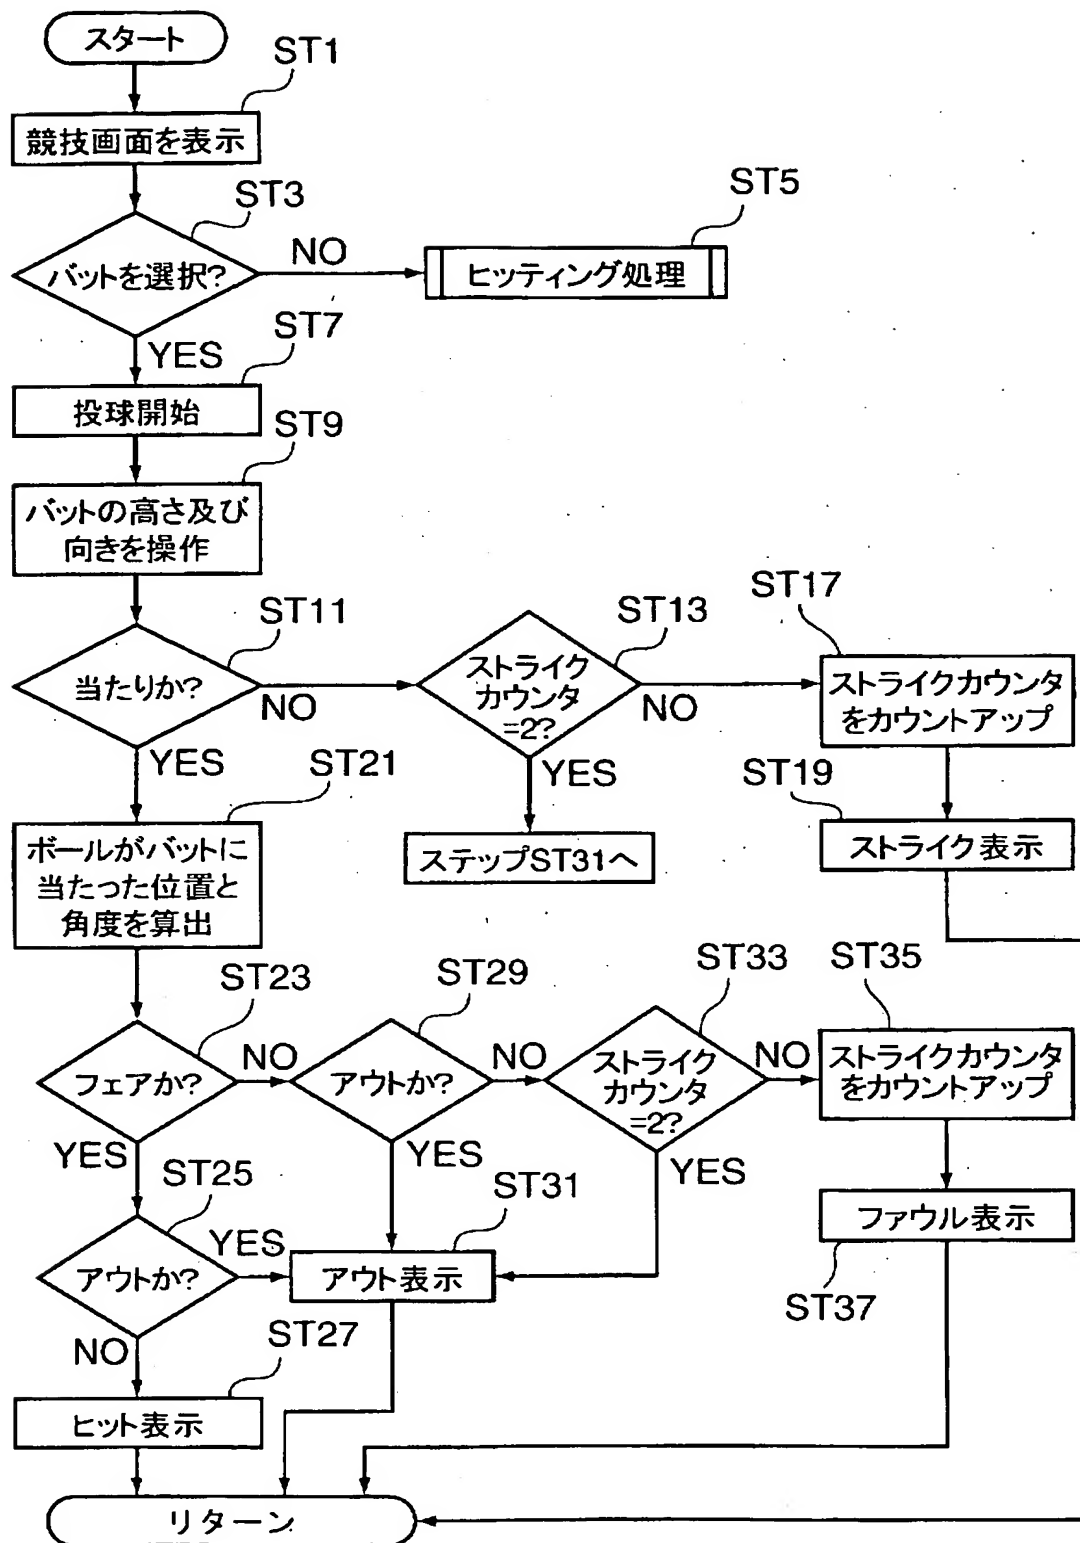 スタート
ST1
競技画面を表示
ST3
バットを選択?
NO
ST5
ヒッティング処理
YES
ST7
投球開始
ST9
バットの高さ及び
向きを操作
ST11
当たりか?
NO
ST13
ストライク
カウンタ
=2?
NO
ST17
ストライクカウンタ
をカウントアップ
YES
YES
ST19
ストライク表示
ステップST31へ
ST21
ボールがバットに
当たった位置と
角度を算出
ST23
フェアか?
NO
ST29
アウトか?
NO
ST33
ストライク
カウンタ
=2?
NO
ST35
ストライクカウンタ
をカウントアップ
YES
YES
YES
ST25
アウトか?
YES
ST31
アウト表示
ファウル表示
ST37
NO
ST27
ヒット表示
リターン